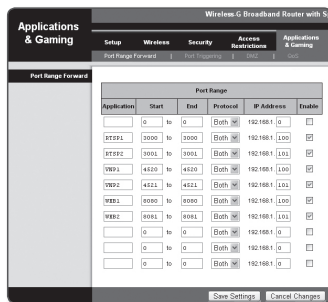 Wireless-G Broadband Router with S
Applications & Gaming
Setup Wireless Security Access Restrictions Applications & Gaming
Port Range Forward | Port Triggering | DMZ | QoS
Port Range Forward
Port Range
Application Start End Protocol IP Address Enable
0 to 0 Both 192.168.1. 0
RTSP1 3000 to 3000 Both 192.168.1. 100
RTSP2 3001 to 3001 Both 192.168.1. 101
VNP1 4520 to 4520 Both 192.168.1. 100
VNP2 4521 to 4521 Both 192.168.1. 101
WEB1 8080 to 8080 Both 192.168.1. 100
WEB2 8081 to 8081 Both 192.168.1. 101
0 to 0 Both 192.168.1. 0
0 to 0 Both 192.168.1. 0
0 to 0 Both 192.168.1. 0
Save Settings Cancel Changes